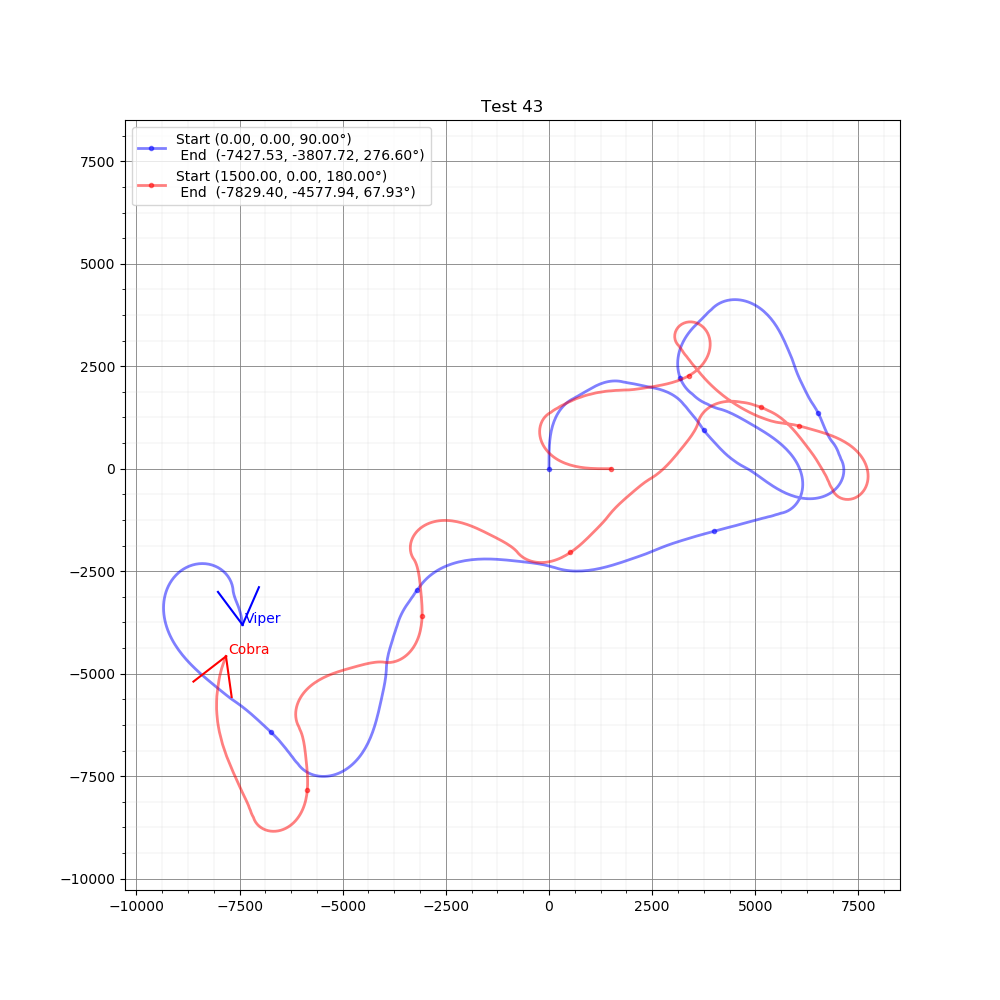 Test 43
Start (0.00, 0.00, 90.00°)
End (-7427.53, -3807.72, 276.60°)
Start (1500.00, 0.00, 180.00°)
End (-7829.40, -4577.94, 67.93°)
7500
5000
2500
0
−2500
Viper
Cobra
−5000
−7500
−10000
−10000 −7500 −5000 −2500 0 2500 5000 7500